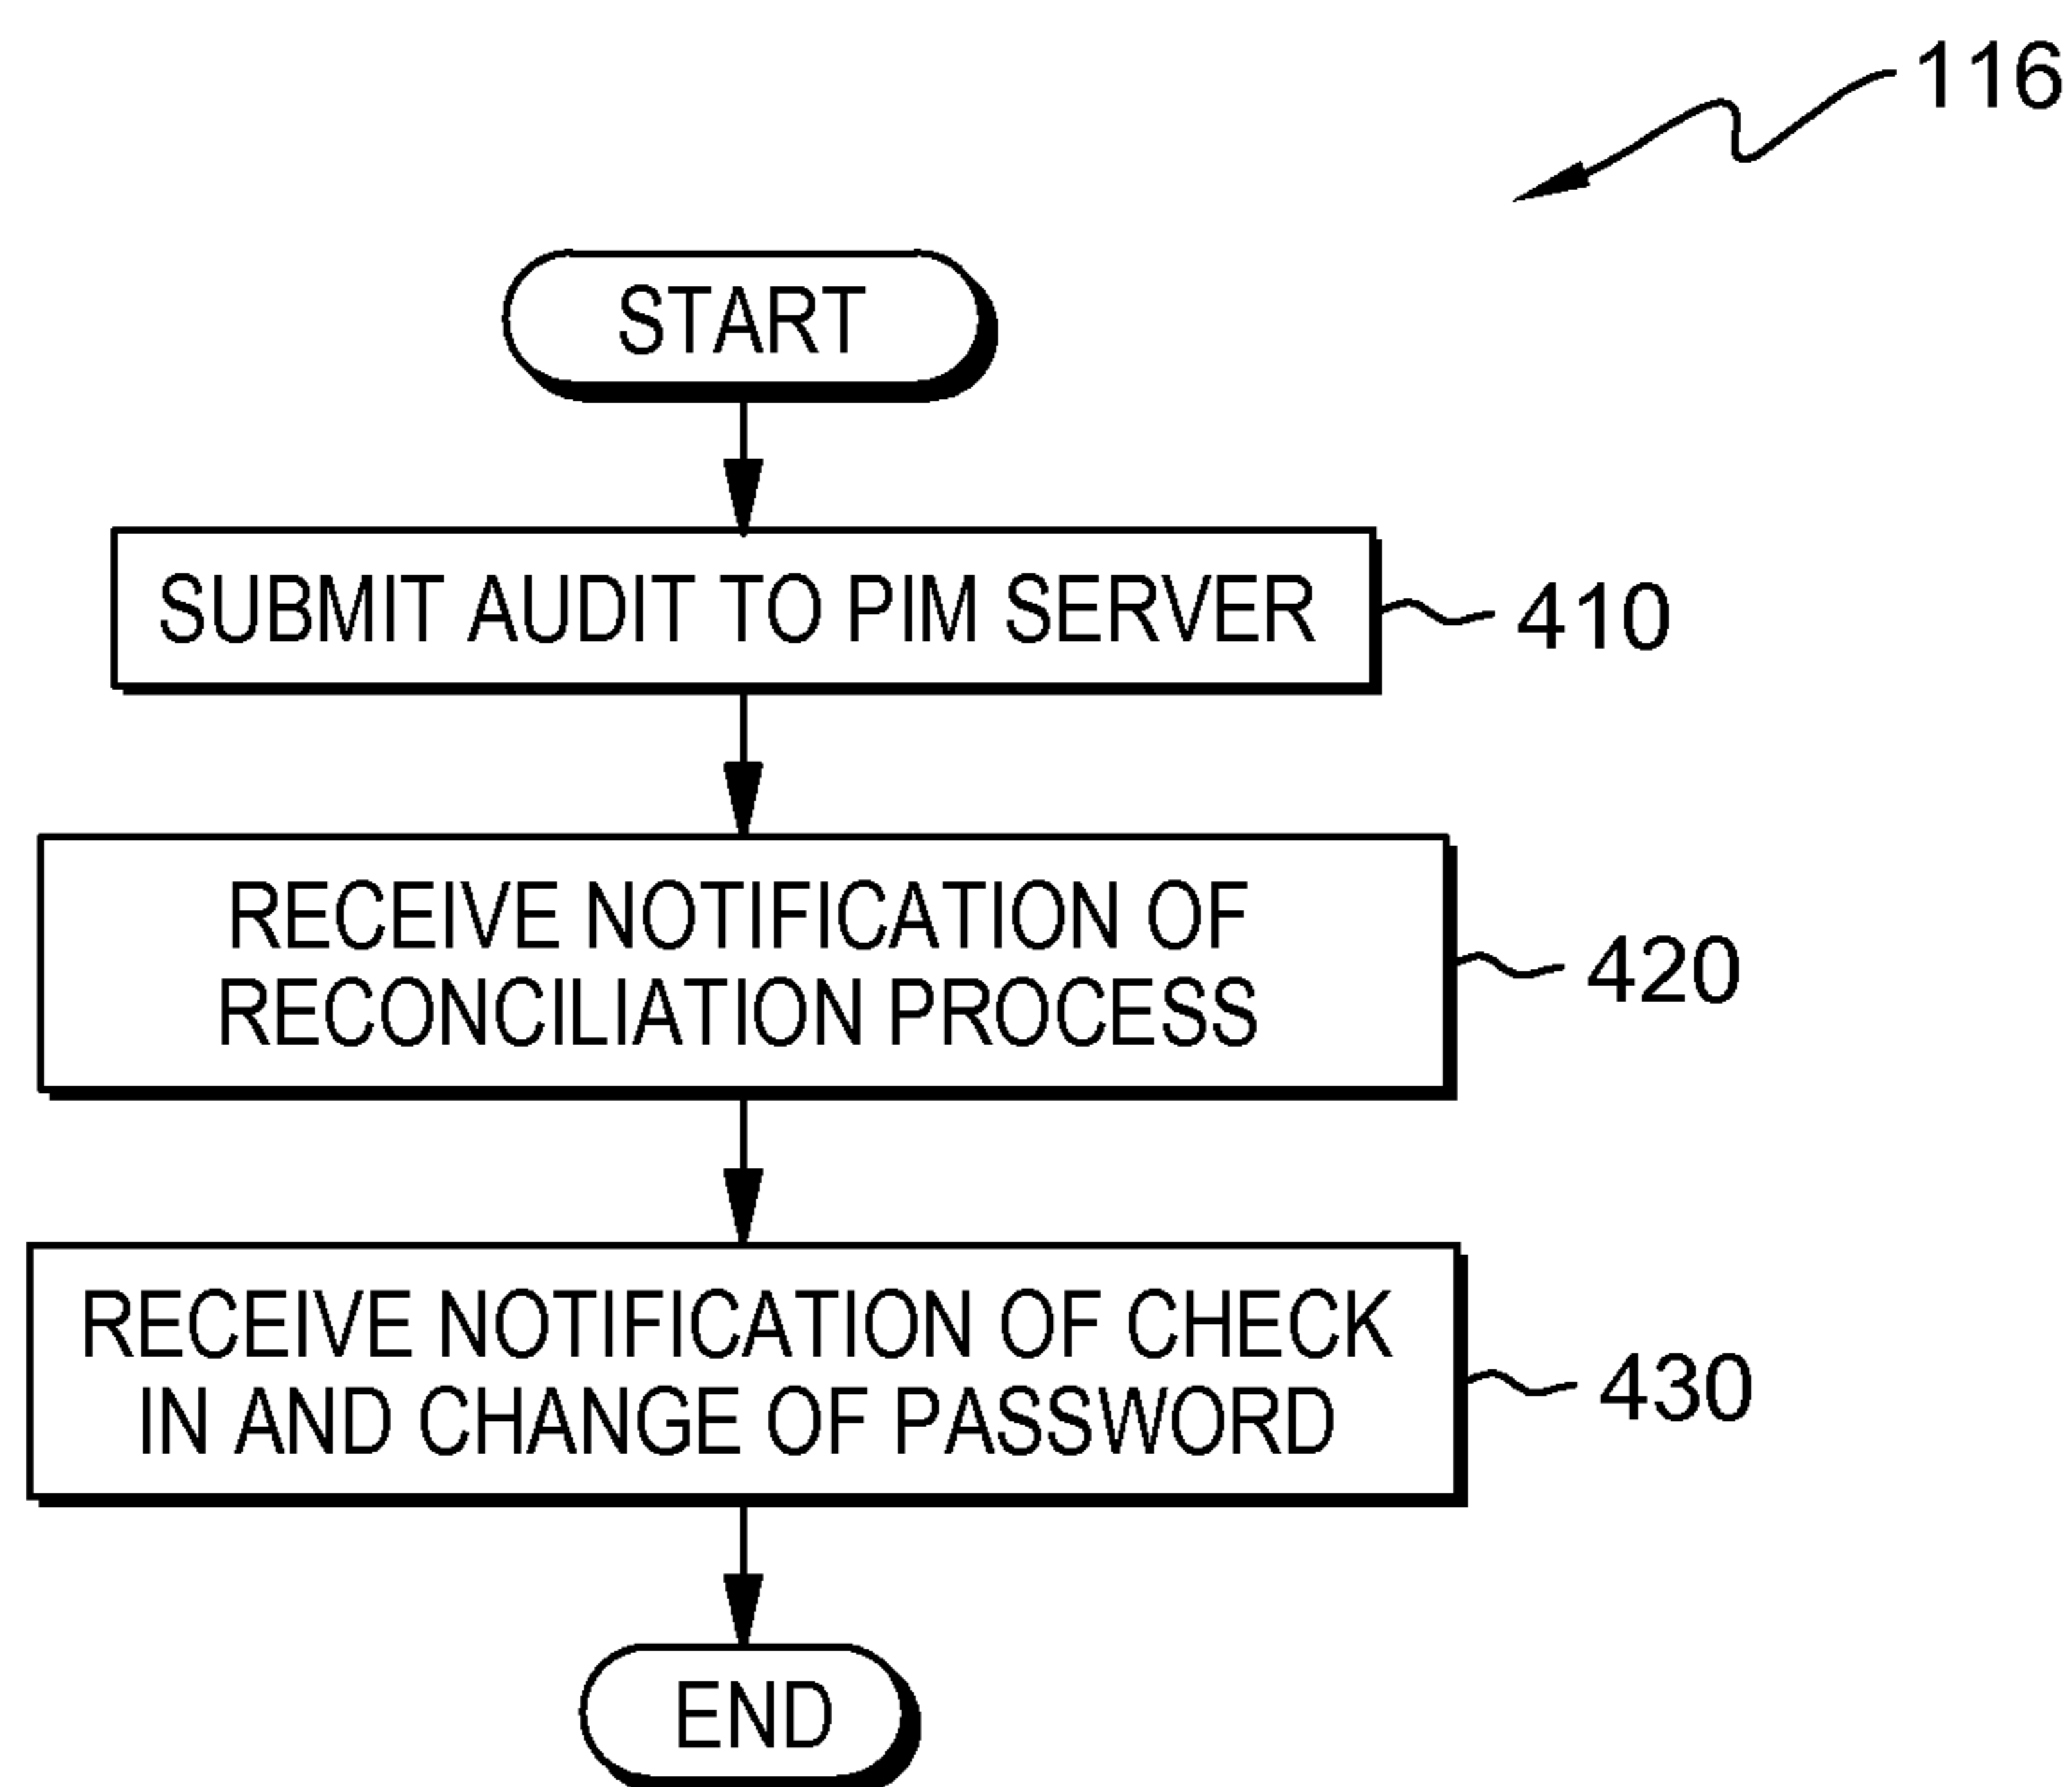 116
START
SUBMIT AUDIT TO PIM SERVER
410
RECEIVE NOTIFICATION OF
RECONCILIATION PROCESS
420
RECEIVE NOTIFICATION OF CHECK
IN AND CHANGE OF PASSWORD
430
END